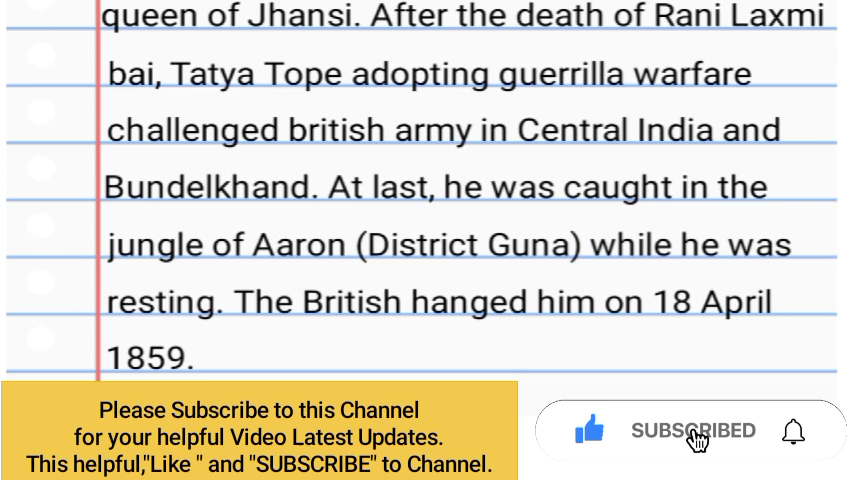 queen of Jhansi. After the death of Rani Laxmi
bai, Tatya Tope adopting guerrilla warfare
challenged british army in Central India and
Bundelkhand. At last, he was caught in the
jungle of Aaron (District Guna) while he was
resting. The British hanged him on 18 April
1859.
Please Subscribe to this Channel
for your helpful Video Latest Updates.
This helpful,"Like " and "SUBSCRIBE" to Channel.
SUBSCRIBED